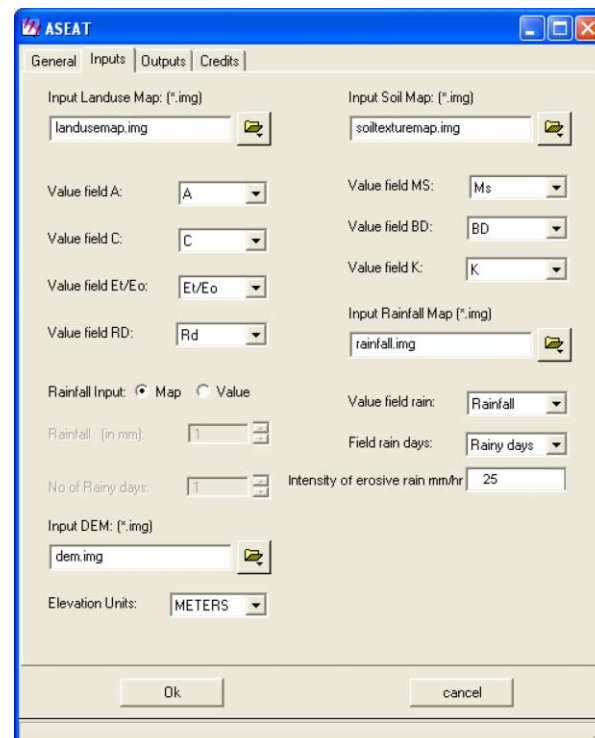 ASEAT
General Inputs Outputs Credits
Input Landuse Map: (*.img)
landusemap.img
Input Soil Map: (*.img)
soiltexturemap.img
Value field A: A
Value field C: C
Value field Et/Eo: Et/Eo
Value field RD: Rd
Value field MS: Ms
Value field BD: BD
Value field K: K
Input Rainfall Map (*.img)
rainfall.img
Rainfall Input: Map Value
Rainfall (in mm): 1
No of Rainy days: 1
Value field rain: Rainfall
Field rain days: Rainy days
Intensity of erosive rain mm/hr 25
Input DEM: (*.img)
dem.img
Elevation Units: METERS
Ok cancel